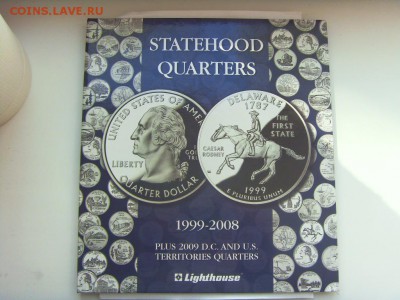 COINS.LAVE.RU
STATEHOOD
QUARTERS
UNITED STATES OF AMERICA
LIBERTY
QUARTER DOLLAR
DELAWARE
1787
THE
FIRST
STATE
CAESAR
RODNEY
1999
E PLURIBUS UNUM
1999-2008
PLUS 2009 D.C. AND U.S.
TERRITORIES QUARTERS
Lighthouse